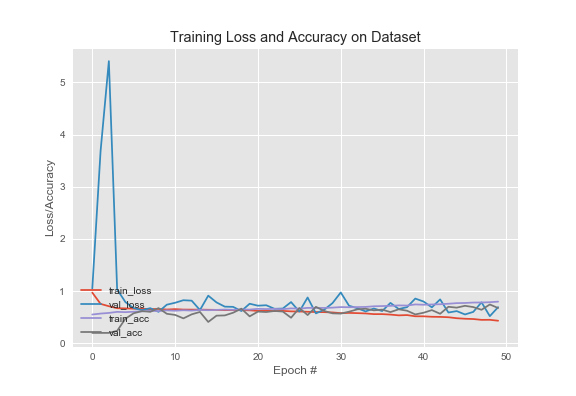 Training Loss and Accuracy on Dataset
Loss/Accuracy
5
4
3
2
1
0
train_loss
val_loss
train_acc
val_acc
0
10
20
30
40
50
Epoch #